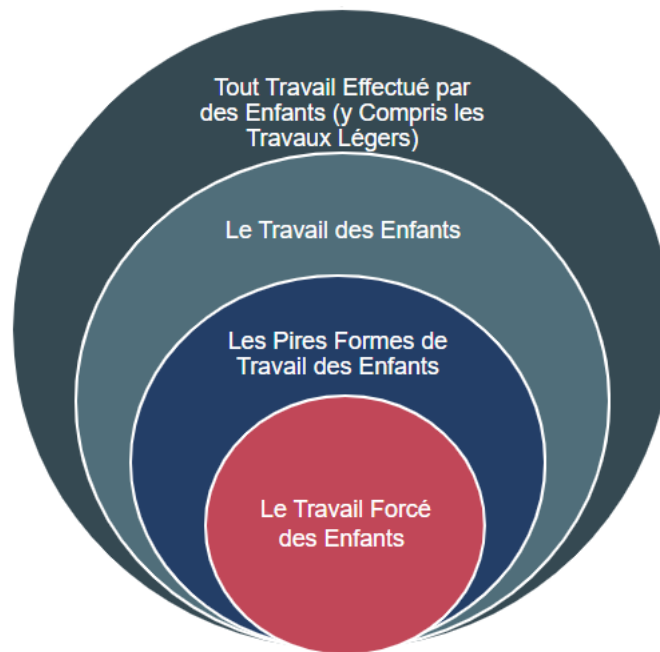 Tout Travail Effectué par
des Enfants (y Compris les
Travaux Légers)
Le Travail des Enfants
Les Pires Formes de
Travail des Enfants
Le Travail Forcé
des Enfants